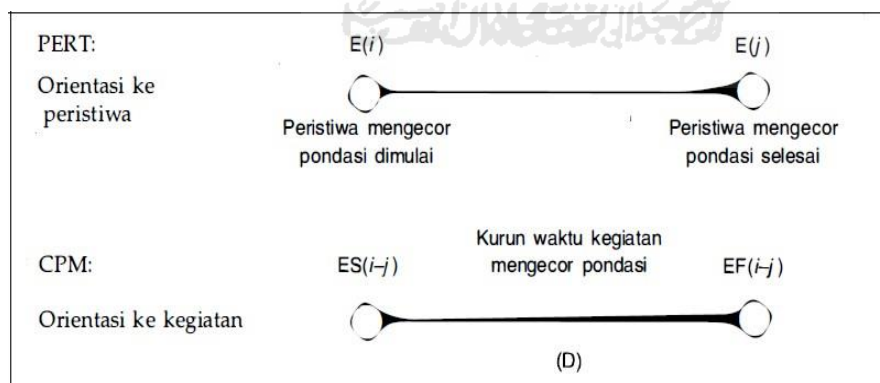 PERT: E(i) E(j)
Orientasi ke
peristiwa
Peristiwa mengecor Peristiwa mengecor
pondasi dimulai pondasi selesai
Kurun waktu kegiatan
CPM: ES(i–j) mengecor pondasi EF(i–j)
Orientasi ke kegiatan
(D)